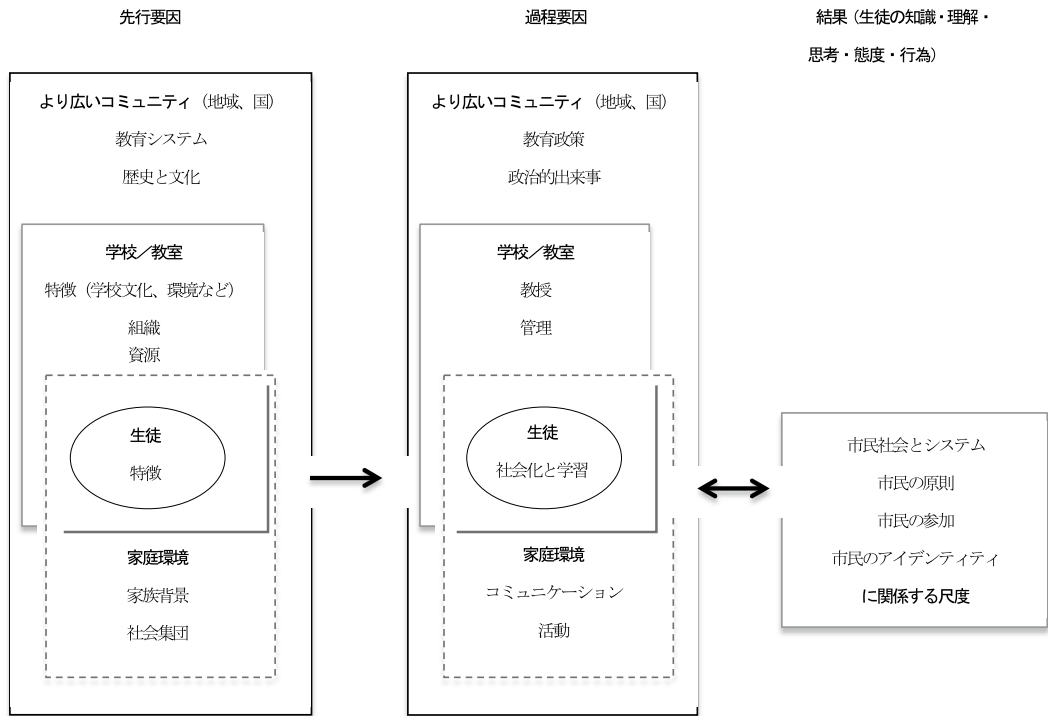 先行要因
より広いコミュニティ（地域、国）
教育システム
歴史と文化
学校／教室
特徴（学校文化、環境など）
組織
資源
生徒
特徴
家庭環境
家族背景
社会集団
過程要因
より広いコミュニティ（地域、国）
教育政策
政治的出来事
学校／教室
教授
管理
生徒
社会化と学習
家庭環境
コミュニケーション
活動
結果（生徒の知識・理解・
思考・態度・行為）
市民社会とシステム
市民の原則
市民の参加
市民のアイデンティティ
に関係する尺度